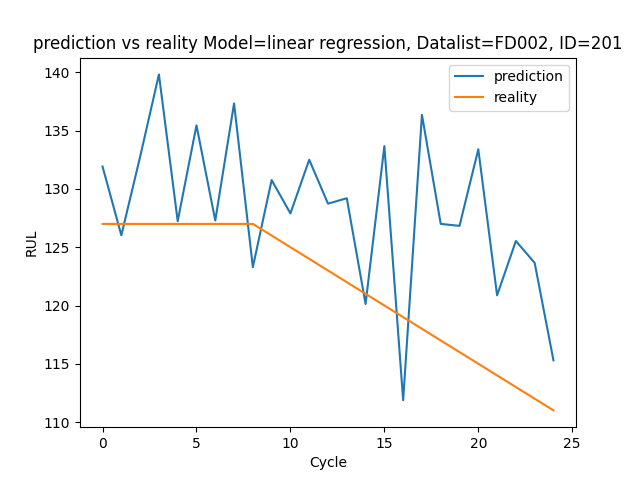 prediction vs reality Model=linear regression, Datalist=FD002, ID=201
prediction
reality
140
135
130
125
120
115
110
RUL
0 5 10 15 20 25
Cycle